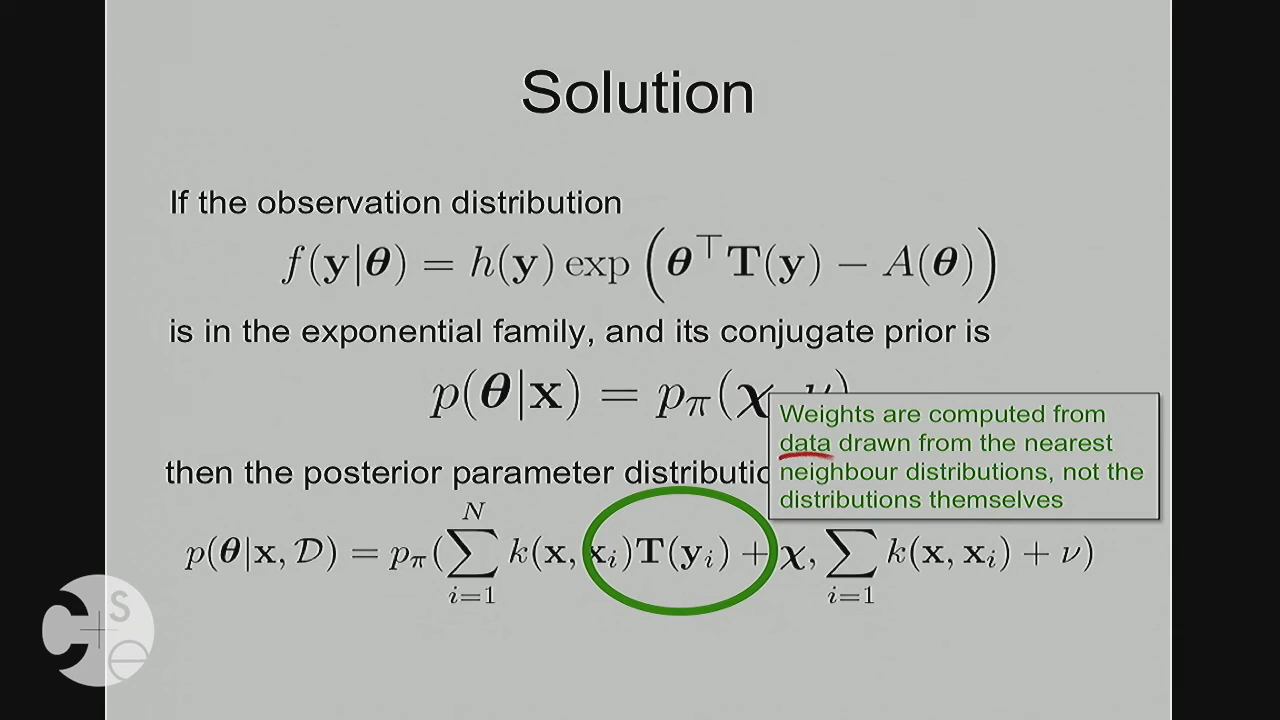 Solution
If the observation distribution
f(y|θ) = h(y) exp (θ⊤T(y) − A(θ))
is in the exponential family, and its conjugate prior is
p(θ|x) = pπ(χ, ν)
Weights are computed from
data drawn from the nearest
neighbour distributions, not the
distributions themselves
then the posterior parameter distributio
p(θ|x, D) = pπ(∑_{i=1}^{N} k(x, xi)T(yi) + χ, ∑_{i=1} k(x, xi) + ν)
C S e